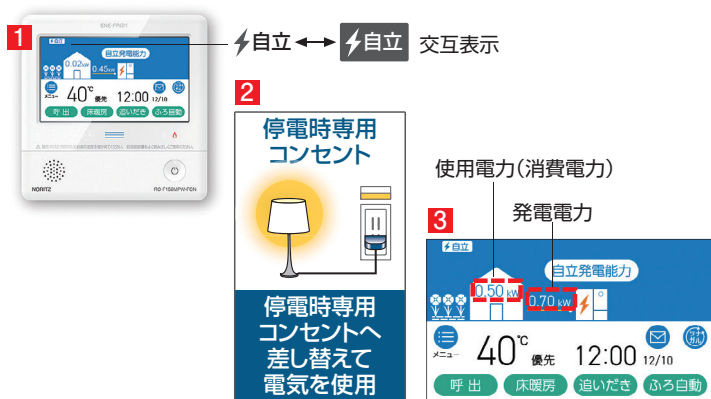 1
ENE-FARM
自立
自立発電能力
0.02kW
0.45kW
メニュー
40℃ 優先 12:00 12/10
呼出 床暖房 追いだき ふろ自動
NORITZ
自立 ↔ 自立 交互表示
2
停電時専用
コンセント
停電時専用
コンセントへ
差し替えて
電気を使用
使用電力(消費電力)
発電電力
3
自立
自立発電能力
0.50 kW
0.70 kW
メニュー
ツナガル
40℃ 優先 12:00 12/10
呼出 床暖房 追いだき ふろ自動